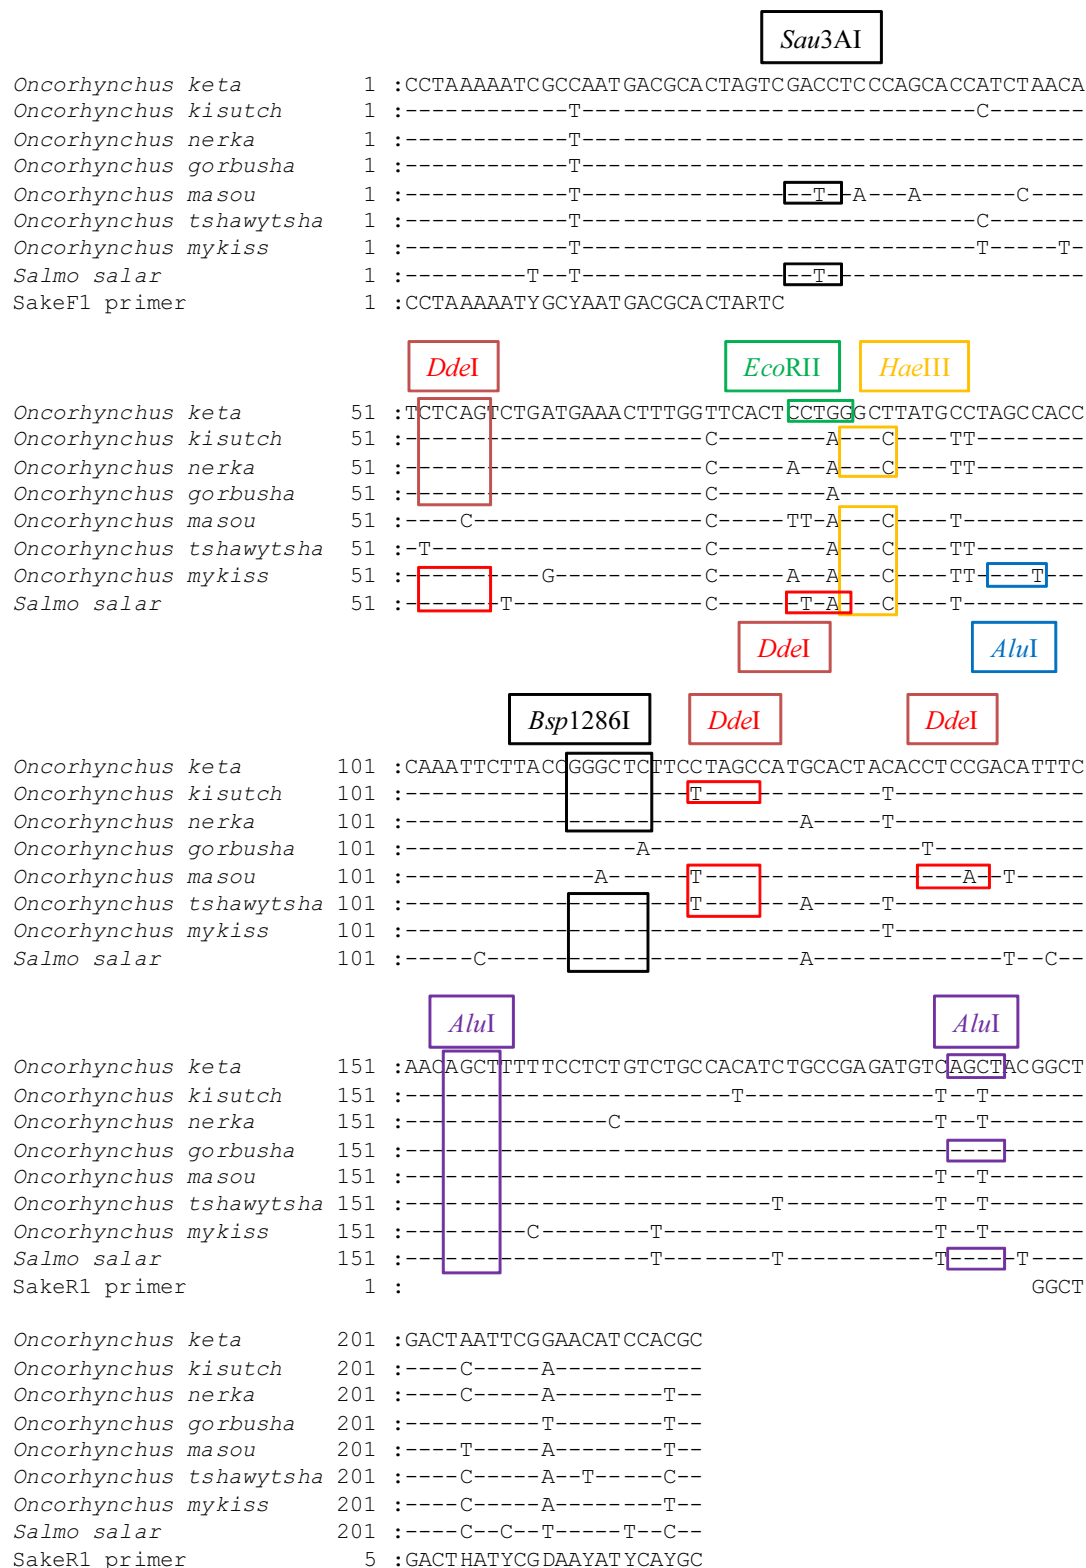 Sau3AI
Oncorhynchus keta 1 :CCTAAAAATCGCCAATGACGCACTAGTCGACCTCCCAGCACCATCTAACA
Oncorhynchus kisutch 1 :------------T-----------------------------C-------
Oncorhynchus nerka 1 :------------T-------------------------------------
Oncorhynchus gorbusha 1 :------------T-------------------------------------
Oncorhynchus masou 1 :------------T-----------------T--A---A-------C----
Oncorhynchus tshawytsha 1 :------------T-----------------------------C-------
Oncorhynchus mykiss 1 :------------T-----------------------------T-----T-
Salmo salar 1 :---------T--T-----------------T-------------------
SakeF1 primer 1 :CCTAAAAATYGCYAATGACGCACTARTC
DdeI EcoRII HaeIII
Oncorhynchus keta 51 :TCTCAGTCTGATGAAACTTTGGTTCACTCCTGGGCTTATGCCTAGCCACC
Oncorhynchus kisutch 51 :----------------------C--------A---C----TT--------
Oncorhynchus nerka 51 :----------------------C-----A--A---C----TT--------
Oncorhynchus gorbusha 51 :----------------------C--------A------------------
Oncorhynchus masou 51 :----C-----------------C-----TT-A---C----T---------
Oncorhynchus tshawytsha 51 :-T--------------------C--------A---C----TT--------
Oncorhynchus mykiss 51 :----------G-----------C-----A--A---C----TT----T---
Salmo salar 51 :-------T--------------C------T-A---C----T---------
DdeI AluI
Bsp1286I DdeI DdeI
Oncorhynchus keta 101 :CAAATTCTTACCGGGCTCTTCCTAGCCATGCACTACACCTCCGACATTTC
Oncorhynchus kisutch 101 :---------------------T-------------T--------------
Oncorhynchus nerka 101 :-----------------------------A-----T--------------
Oncorhynchus gorbusha 101 :-----------------A--------------------T-----------
Oncorhynchus masou 101 :--------------A------T-------------------A--T-----
Oncorhynchus tshawytsha 101 :---------------------T-------A-----T--------------
Oncorhynchus mykiss 101 :-----------------------------------T--------------
Salmo salar 101 :-----C-----------------------A--------------T--C--
AluI AluI
Oncorhynchus keta 151 :AACAGCTTTTTCCTCTGTCTGCCACATCTGCCGAGATGTCAGCTACGGCT
Oncorhynchus kisutch 151 :------------------------T--------------T--T-------
Oncorhynchus nerka 151 :---------------C-----------------------T--T-------
Oncorhynchus gorbusha 151 :--------------------------------------------------
Oncorhynchus masou 151 :---------------------------------------T--T-------
Oncorhynchus tshawytsha 151 :---------------------------T-----------T--T-------
Oncorhynchus mykiss 151 :---------C--------T--------------------T--T-------
Salmo salar 151 :------------------T--------T-----------T-----T----
SakeR1 primer 1 : GGCT
Oncorhynchus keta 201 :GACTAATTCGGAACATCCACGC
Oncorhynchus kisutch 201 :----C-----A-----------
Oncorhynchus nerka 201 :----C-----A--------T--
Oncorhynchus gorbusha 201 :----------T--------T--
Oncorhynchus masou 201 :----T-----A--------T--
Oncorhynchus tshawytsha 201 :----C-----A--T-----C--
Oncorhynchus mykiss 201 :----C-----A--------T--
Salmo salar 201 :----C--C--T-----T--C--
SakeR1 primer 5 :GACTHATYCGDAAYATYCAYGC